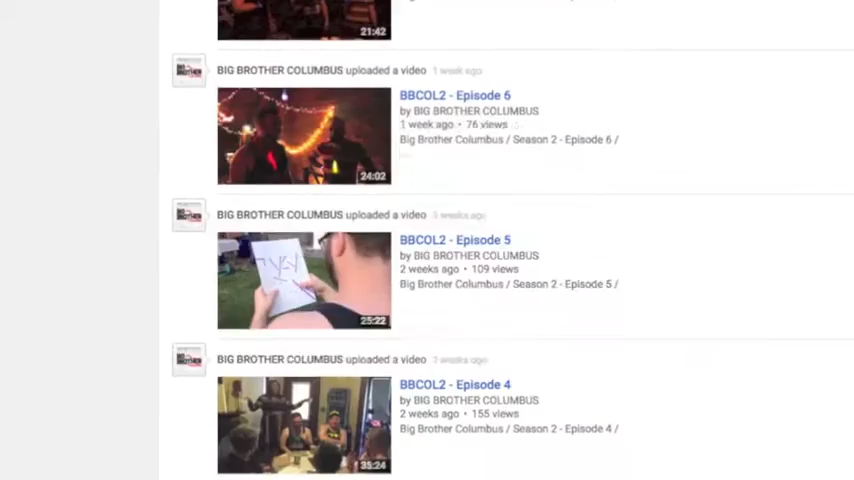 21:42
BIG BROTHER COLUMBUS uploaded a video 1 week ago
BBCOL2 - Episode 6
by BIG BROTHER COLUMBUS
1 week ago • 76 views
Big Brother Columbus / Season 2 - Episode 6 /
24:02
BIG BROTHER COLUMBUS uploaded a video
BBCOL2 - Episode 5
by BIG BROTHER COLUMBUS
2 weeks ago • 109 views
Big Brother Columbus / Season 2 - Episode 5 /
25:22
BIG BROTHER COLUMBUS uploaded a video
BBCOL2 - Episode 4
by BIG BROTHER COLUMBUS
2 weeks ago • 155 views
Big Brother Columbus / Season 2 - Episode 4 /
35:24